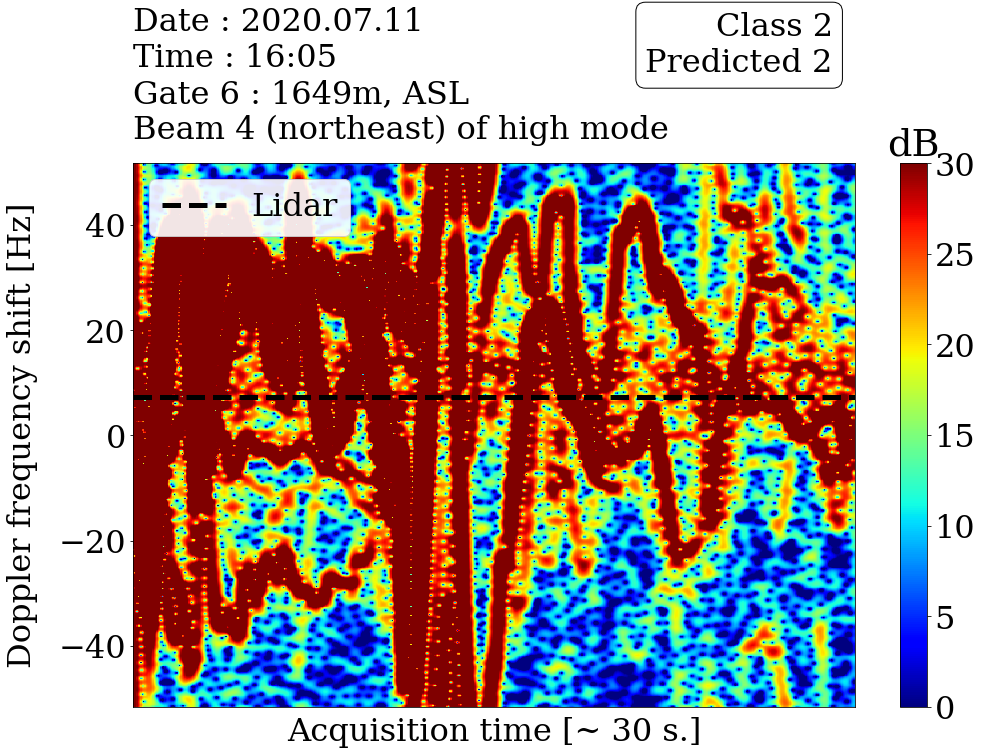 Date : 2020.07.11
Time : 16:05
Gate 6 : 1649m, ASL
Beam 4 (northeast) of high mode
Class 2
Predicted 2
dB
Lidar
Doppler frequency shift [Hz]
40
20
0
−20
−40
Acquisition time [~ 30 s.]
30
25
20
15
10
5
0